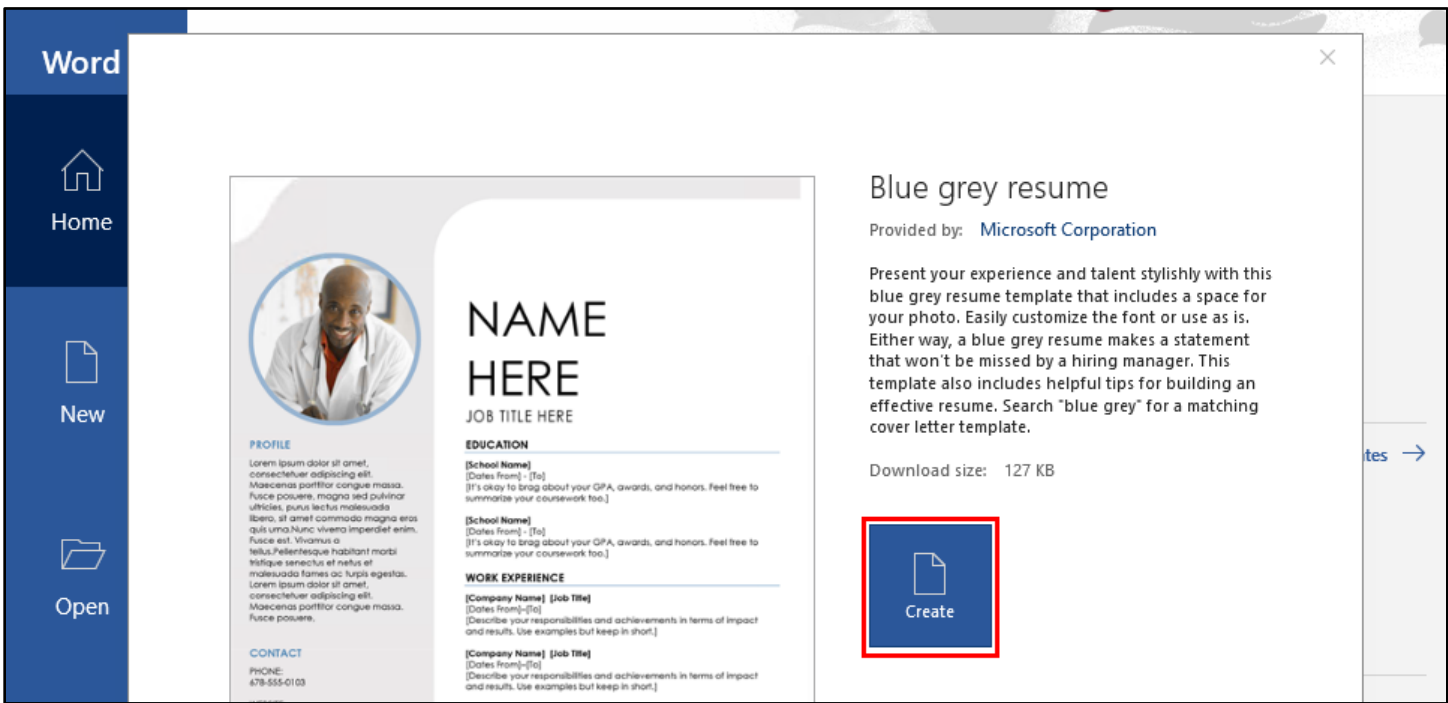 Word
Home
New
Open
NAME
HERE
JOB TITLE HERE
PROFILE
Lorem ipsum dolor sit amet,
consectetuer adipiscing elit.
Maecenas porttitor congue massa.
Fusce posuere, magna sed pulvinar
ultricies, purus lectus malesuada
libero, sit amet commodo magna eros
quis urna.Nunc viverra imperdiet enim.
Fusce est. Vivamus a
tellus.Pellentesque habitant morbi
tristique senectus et netus et
malesuada fames ac turpis egestas.
Lorem ipsum dolor sit amet,
consectetuer adipiscing elit.
Maecenas porttitor congue massa.
Fusce posuere,
CONTACT
PHONE:
678-555-0103
EDUCATION
[School Name]
[Dates From] - [To]
[It's okay to brag about your GPA, awards, and honors. Feel free to
summarize your coursework too.]
[School Name]
[Dates From] - [To]
[It's okay to brag about your GPA, awards, and honors. Feel free to
summarize your coursework too.]
WORK EXPERIENCE
[Company Name] [Job Title]
[Dates From]–[To]
[Describe your responsibilities and achievements in terms of impact
and results. Use examples but keep in short.]
[Company Name] [Job Title]
[Dates From]–[To]
[Describe your responsibilities and achievements in terms of impact
and results. Use examples but keep in short.]
Blue grey resume
Provided by: Microsoft Corporation
Present your experience and talent stylishly with this
blue grey resume template that includes a space for
your photo. Easily customize the font or use as is.
Either way, a blue grey resume makes a statement
that won't be missed by a hiring manager. This
template also includes helpful tips for building an
effective resume. Search "blue grey" for a matching
cover letter template.
Download size: 127 KB
Create
tes →